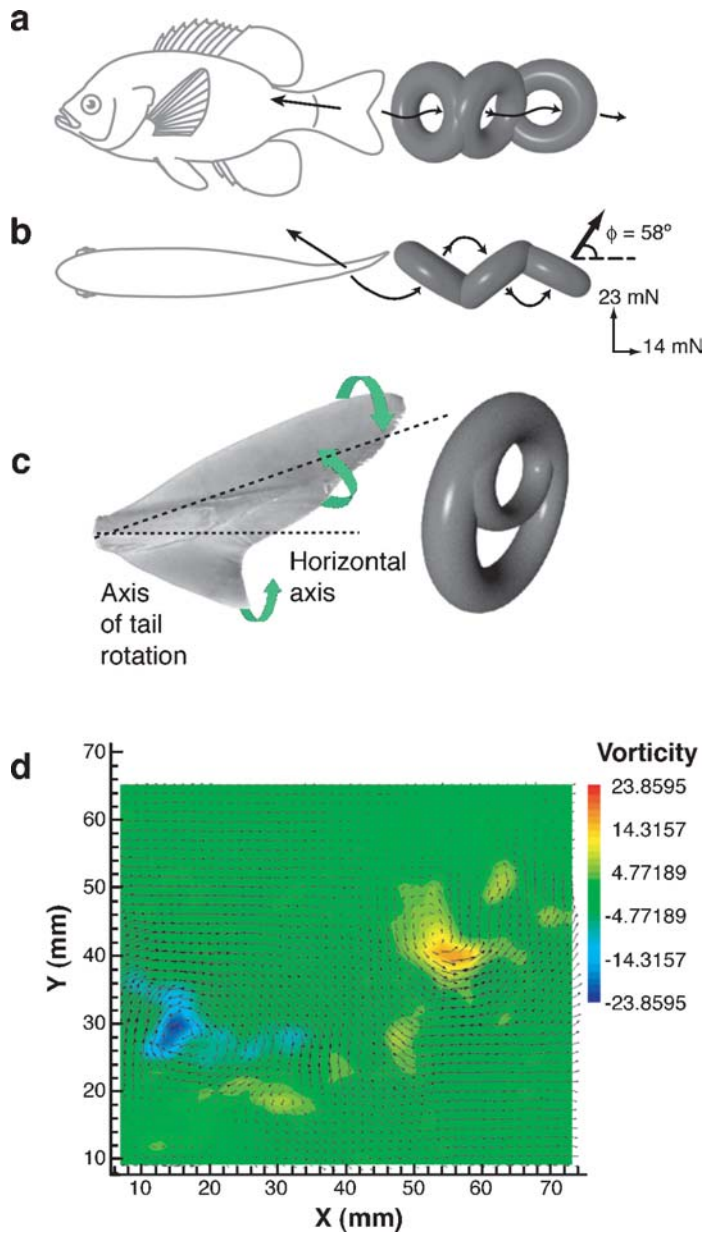 a
b
ϕ = 58º
23 mN
14 mN
c
Axis
of tail
rotation
Horizontal
axis
d
Vorticity
70
60
50
40
30
20
10
Y (mm)
10 20 30 40 50 60 70
X (mm)
23.8595
14.3157
4.77189
-4.77189
-14.3157
-23.8595